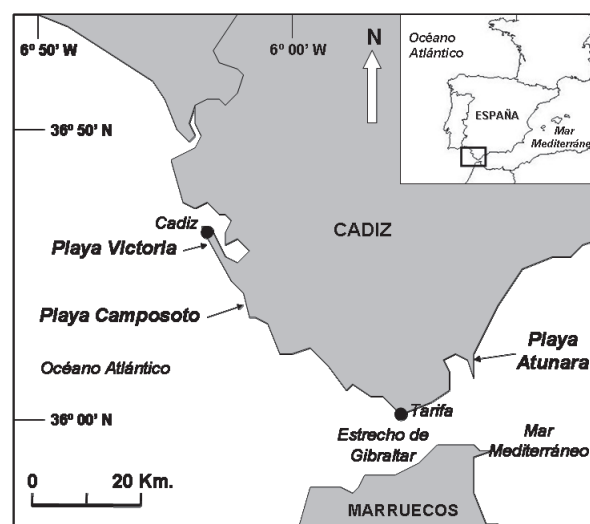 6º 50' W
6º 00' W
N
Océano
Atlántico
ESPAÑA
Mar
Mediterráne
36º 50' N
Cadiz
CADIZ
Playa Victoria
Playa Camposoto
Playa
Atunara
Océano Atlántico
36º 00' N
Tarifa
Estrecho de
Gibraltar
Mar
Mediterráneo
0
20 Km.
MARRUECOS